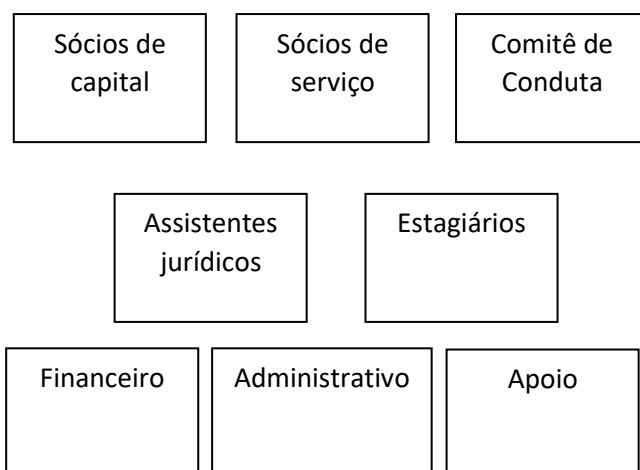 Sócios de
capital
Sócios de
serviço
Comitê de
Conduta
Assistentes
jurídicos
Estagiários
Financeiro
Administrativo
Apoio